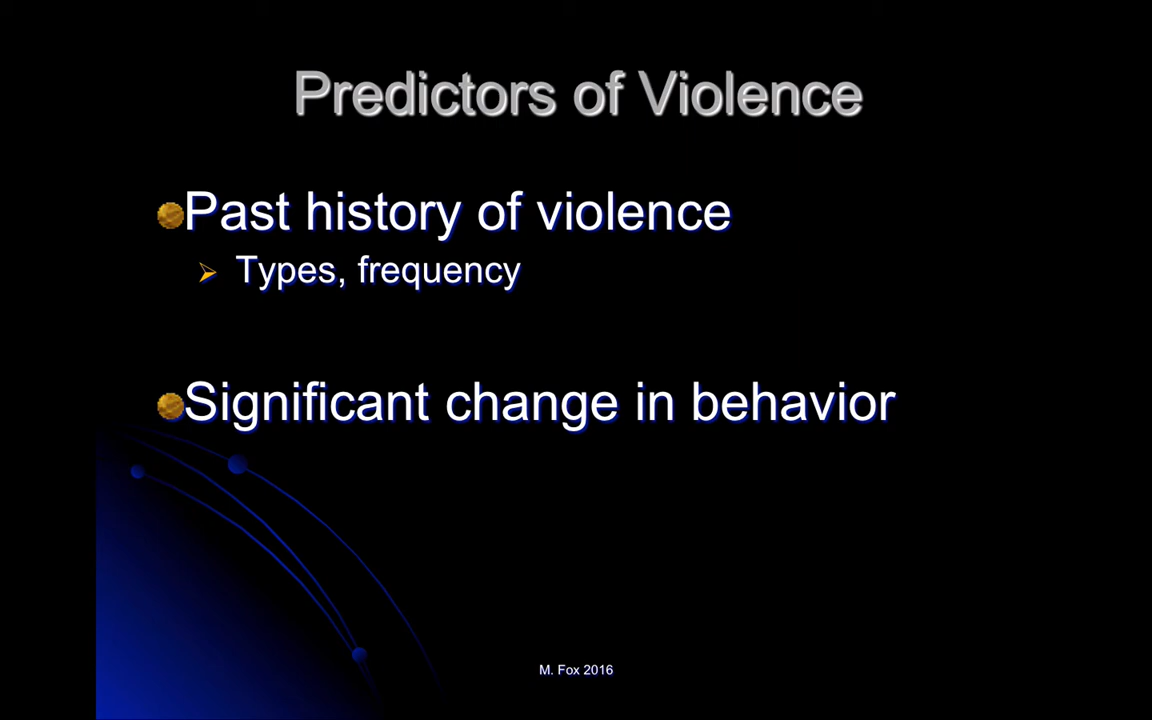 Predictors of Violence
Past history of violence
Types, frequency
Significant change in behavior
M. Fox 2016